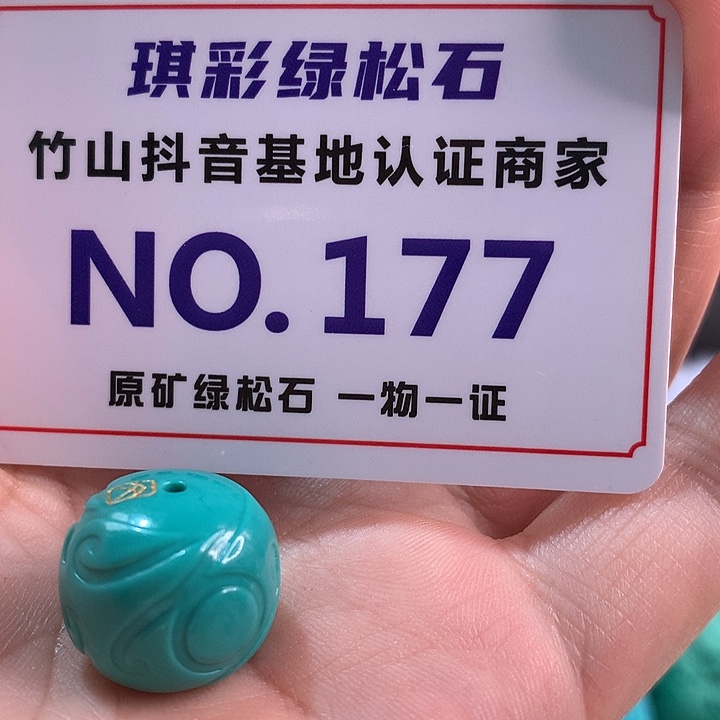 琪彩绿松石
竹山抖音基地认证商家
NO.177
原矿绿松石 一物一证